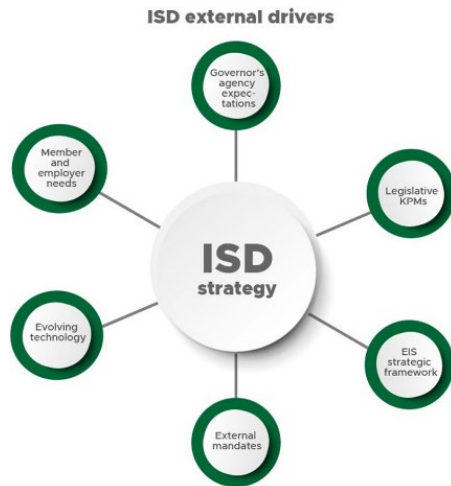 ISD external drivers
Governor's
agency
expec-
tations
Member
and
employer
needs
Legislative
KPMs
ISD
strategy
Evolving
technology
EIS
strategic
framework
External
mandates